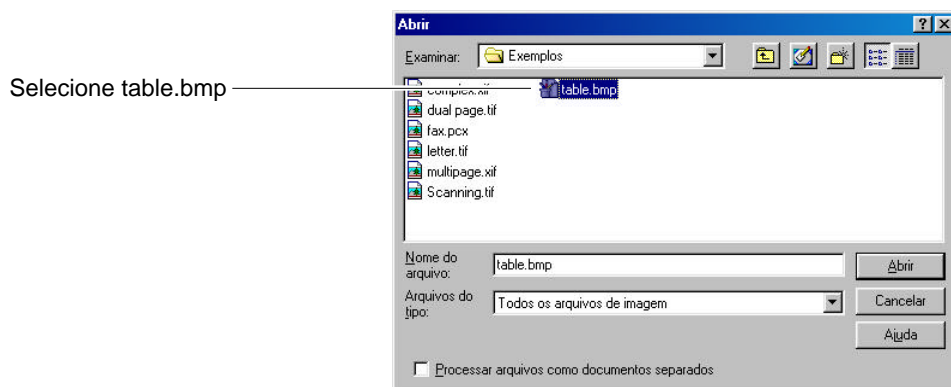 Abrir
Examinar: Exemplos
Selecione table.bmp
complex.xif
table.bmp
dual page.tif
fax.pcx
letter.tif
multipage.xif
Scanning.tif
Nome do arquivo:
table.bmp
Abrir
Arquivos do tipo:
Todos os arquivos de imagem
Cancelar
Ajuda
Processar arquivos como documentos separados